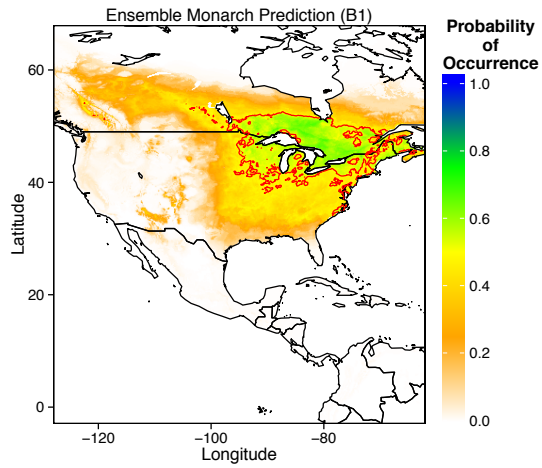 Ensemble Monarch Prediction (B1)
Probability
of
Occurrence
1.0
0.8
0.6
0.4
0.2
0.0
Latitude
60
40
20
0
−120
−100
−80
Longitude